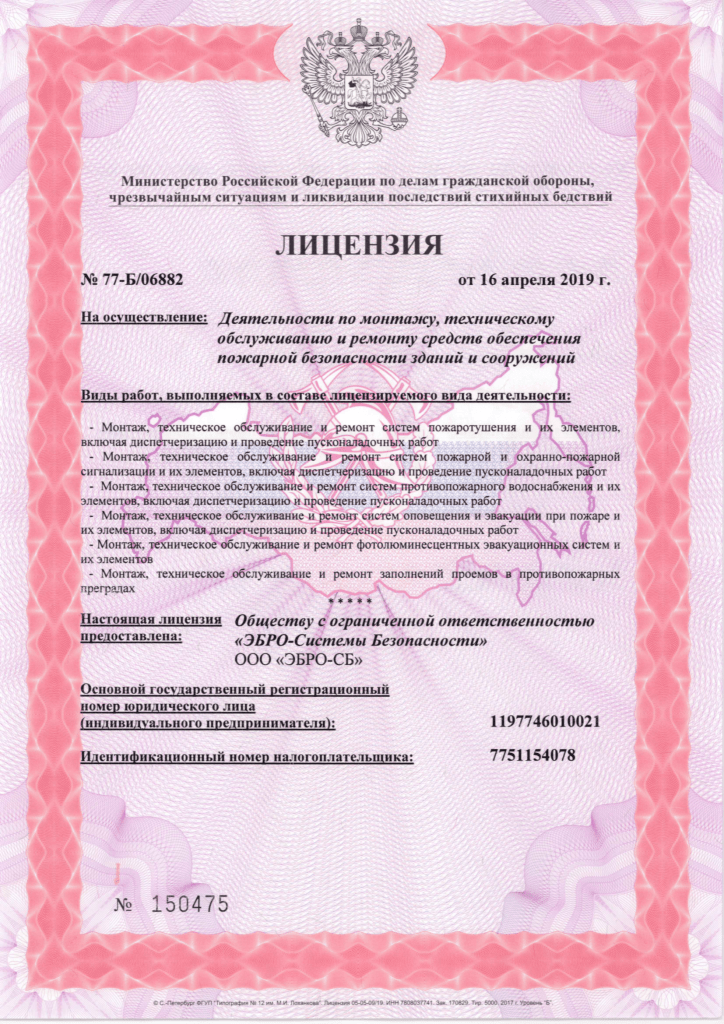 Министерство Российской Федерации по делам гражданской обороны,
чрезвычайным ситуациям и ликвидации последствий стихийных бедствий
ЛИЦЕНЗИЯ
№ 77-Б/06882 от 16 апреля 2019 г.
На осуществление: Деятельности по монтажу, техническому
обслуживанию и ремонту средств обеспечения
пожарной безопасности зданий и сооружений
Виды работ, выполняемых в составе лицензируемого вида деятельности:
- Монтаж, техническое обслуживание и ремонт систем пожаротушения и их элементов,
включая диспетчеризацию и проведение пусконаладочных работ
- Монтаж, техническое обслуживание и ремонт систем пожарной и охранно-пожарной
сигнализации и их элементов, включая диспетчеризацию и проведение пусконаладочных работ
- Монтаж, техническое обслуживание и ремонт систем противопожарного водоснабжения и их
элементов, включая диспетчеризацию и проведение пусконаладочных работ
- Монтаж, техническое обслуживание и ремонт систем оповещения и эвакуации при пожаре и
их элементов, включая диспетчеризацию и проведение пусконаладочных работ
- Монтаж, техническое обслуживание и ремонт фотолюминесцентных эвакуационных систем и
их элементов
- Монтаж, техническое обслуживание и ремонт заполнений проемов в противопожарных
преградах
* * * * *
Настоящая лицензия Обществу с ограниченной ответственностью
предоставлена: «ЭБРО-Системы Безопасности»
ООО «ЭБРО-СБ»
Основной государственный регистрационный
номер юридического лица
(индивидуального предпринимателя): 1197746010021
Идентификационный номер налогоплательщика: 7751154078
№ 150475
© С.-Петербург ФГУП "Типография № 12 им. М.И. Лоханкова". Лицензия 05-05-09/19. ИНН 7808037741. Зак. 170829. Тир. 5000. 2017 г. Уровень "Б".